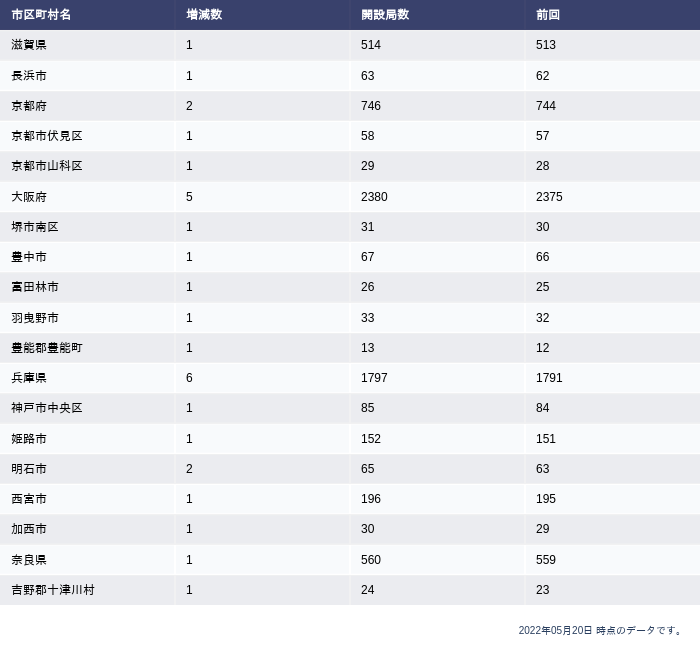 市区町村名 増減数 開設局数 前回
滋賀県 1 514 513
長浜市 1 63 62
京都府 2 746 744
京都市伏見区 1 58 57
京都市山科区 1 29 28
大阪府 5 2380 2375
堺市南区 1 31 30
豊中市 1 67 66
富田林市 1 26 25
羽曳野市 1 33 32
豊能郡豊能町 1 13 12
兵庫県 6 1797 1791
神戸市中央区 1 85 84
姫路市 1 152 151
明石市 2 65 63
西宮市 1 196 195
加西市 1 30 29
奈良県 1 560 559
吉野郡十津川村 1 24 23
2022年05月20日 時点のデータです。